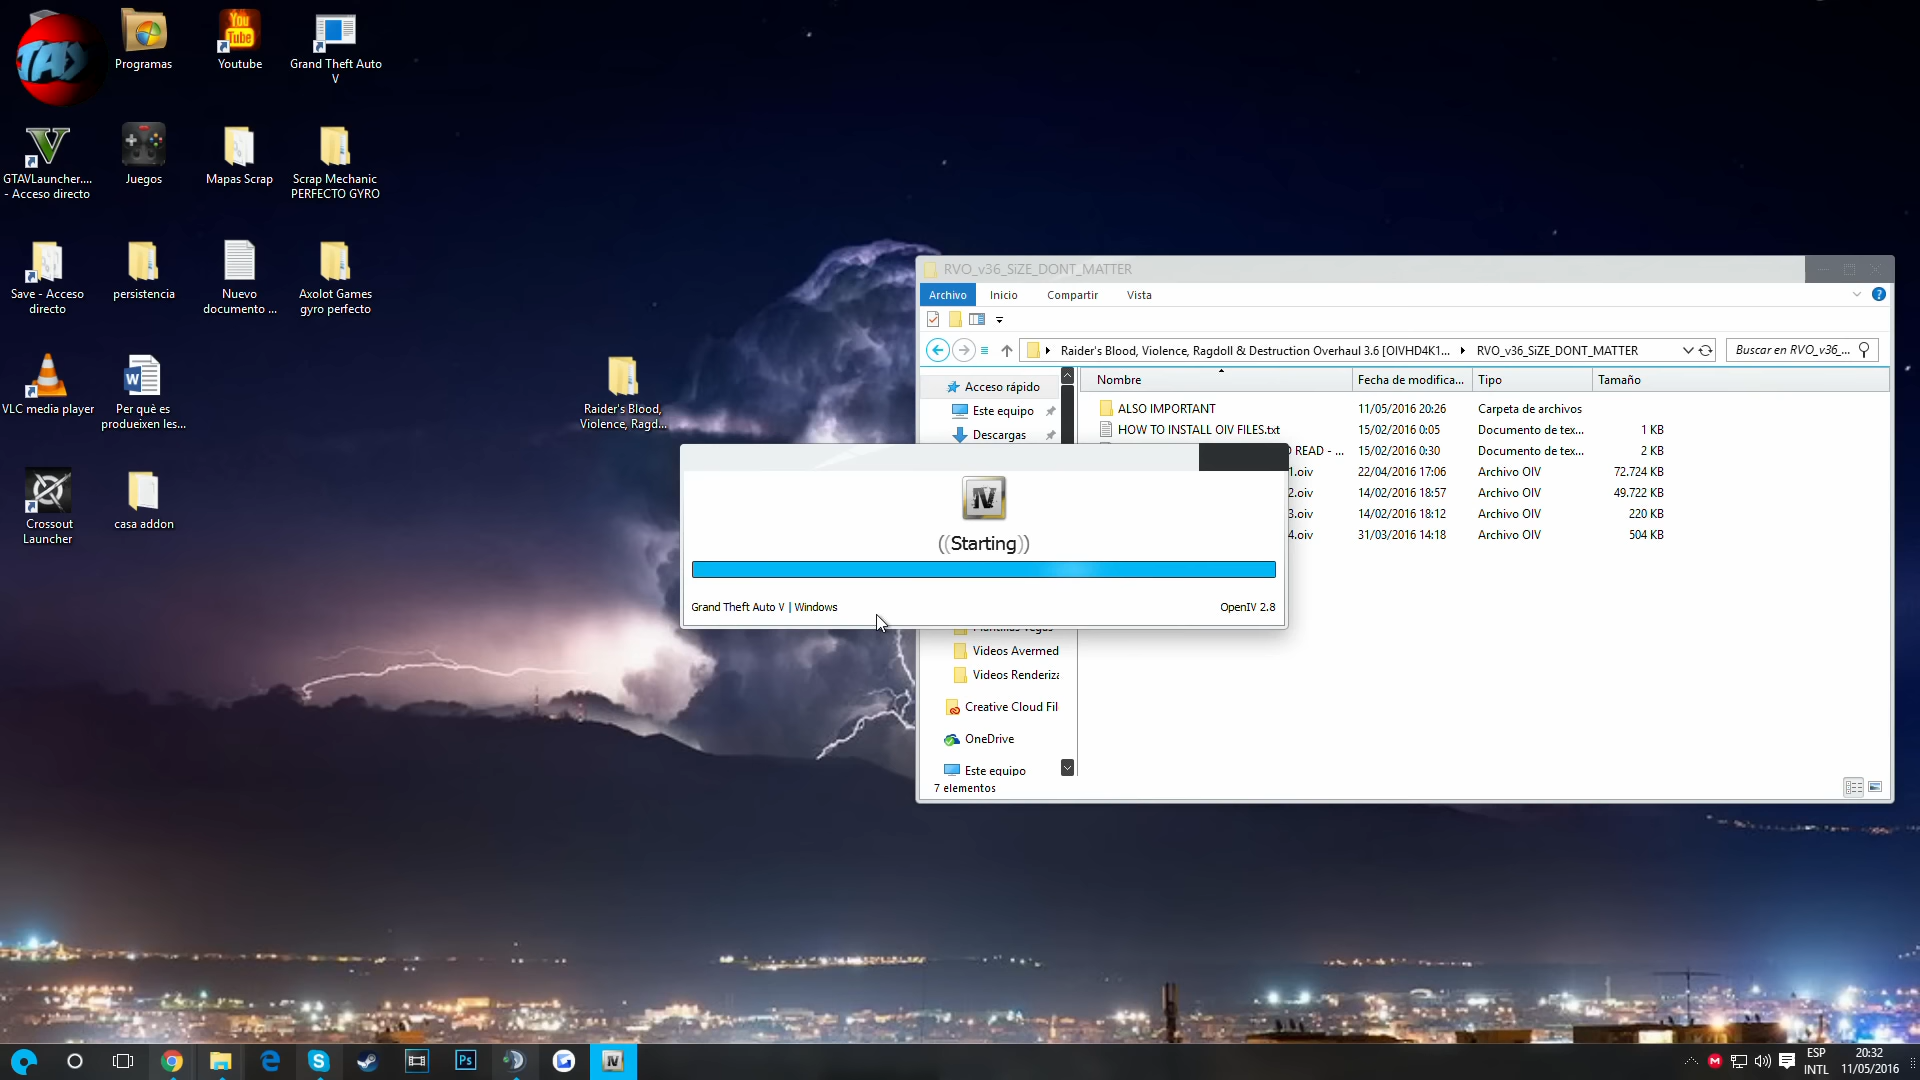 TAX
Programas
You
Tube
Youtube
Grand Theft Auto
V
GTAVLauncher....
- Acceso directo
Juegos
Mapas Scrap
Scrap Mechanic
PERFECTO GYRO
Save - Acceso
directo
persistencia
Nuevo
documento ...
Axolot Games
gyro perfecto
VLC media player
Per què es
produeixen les...
Raider's Blood,
Violence, Ragd...
Crossout
Launcher
casa addon
RVO_v36_SiZE_DONT_MATTER
Archivo Inicio Compartir Vista
Raider's Blood, Violence, Ragdoll & Destruction Overhaul 3.6 [OIVHD4K1... RVO_v36_SiZE_DONT_MATTER Buscar en RVO_v36_...
Nombre Fecha de modifica... Tipo Tamaño
Acceso rápido
Este equipo
Descargas
ALSO IMPORTANT 11/05/2016 20:26 Carpeta de archivos
HOW TO INSTALL OIV FILES.txt 15/02/2016 0:05 Documento de tex... 1 KB
READ - ... 15/02/2016 0:30 Documento de tex... 2 KB
1.oiv 22/04/2016 17:06 Archivo OIV 72.724 KB
2.oiv 14/02/2016 18:57 Archivo OIV 49.722 KB
3.oiv 14/02/2016 18:12 Archivo OIV 220 KB
4.oiv 31/03/2016 14:18 Archivo OIV 504 KB
IV
((Starting))
Grand Theft Auto V | Windows OpenIV 2.8
Videos Avermed
Videos Renderiza
Creative Cloud Fil
OneDrive
Este equipo
7 elementos
Ps
ESP
INTL
20:32
11/05/2016